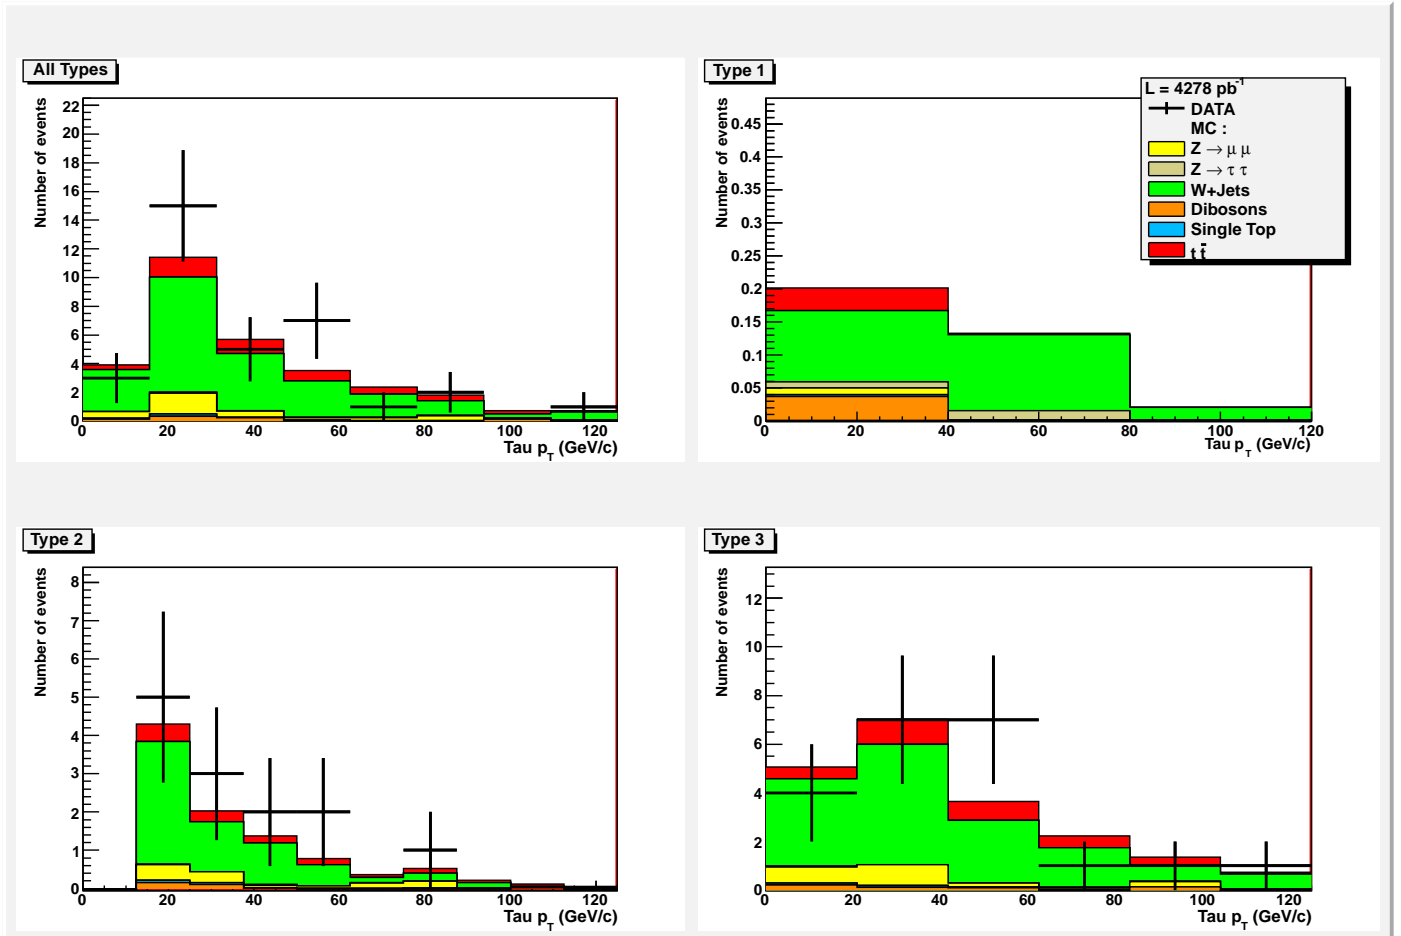 All Types
Number of events
22
20
18
16
14
12
10
8
6
4
2
0
0 20 40 60 80 100 120
Tau pT (GeV/c)
Type 1
Number of events
0.45
0.4
0.35
0.3
0.25
0.2
0.15
0.1
0.05
0
0 20 40 60 80 100 120
Tau pT (GeV/c)
L = 4278 pb-1
DATA
MC :
Z → μ μ
Z → τ τ
W+Jets
Dibosons
Single Top
t t̄
Type 2
Number of events
8
7
6
5
4
3
2
1
0
0 20 40 60 80 100 120
Tau pT (GeV/c)
Type 3
Number of events
12
10
8
6
4
2
0
0 20 40 60 80 100 120
Tau pT (GeV/c)